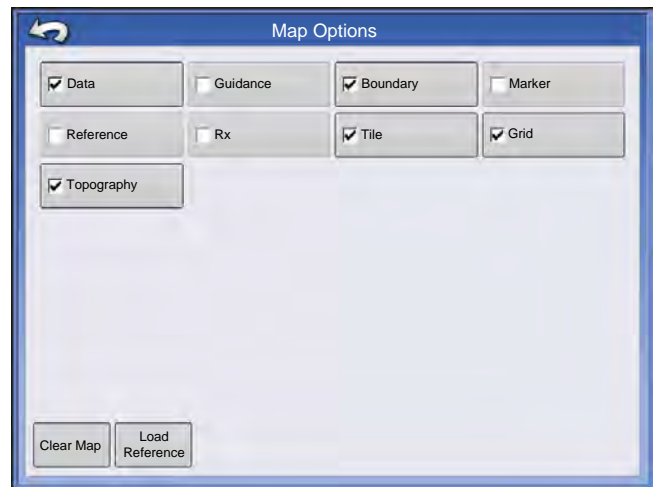 Map Options
Data
Guidance
Boundary
Marker
Reference
Rx
Tile
Grid
Topography
Clear Map
Load
Reference